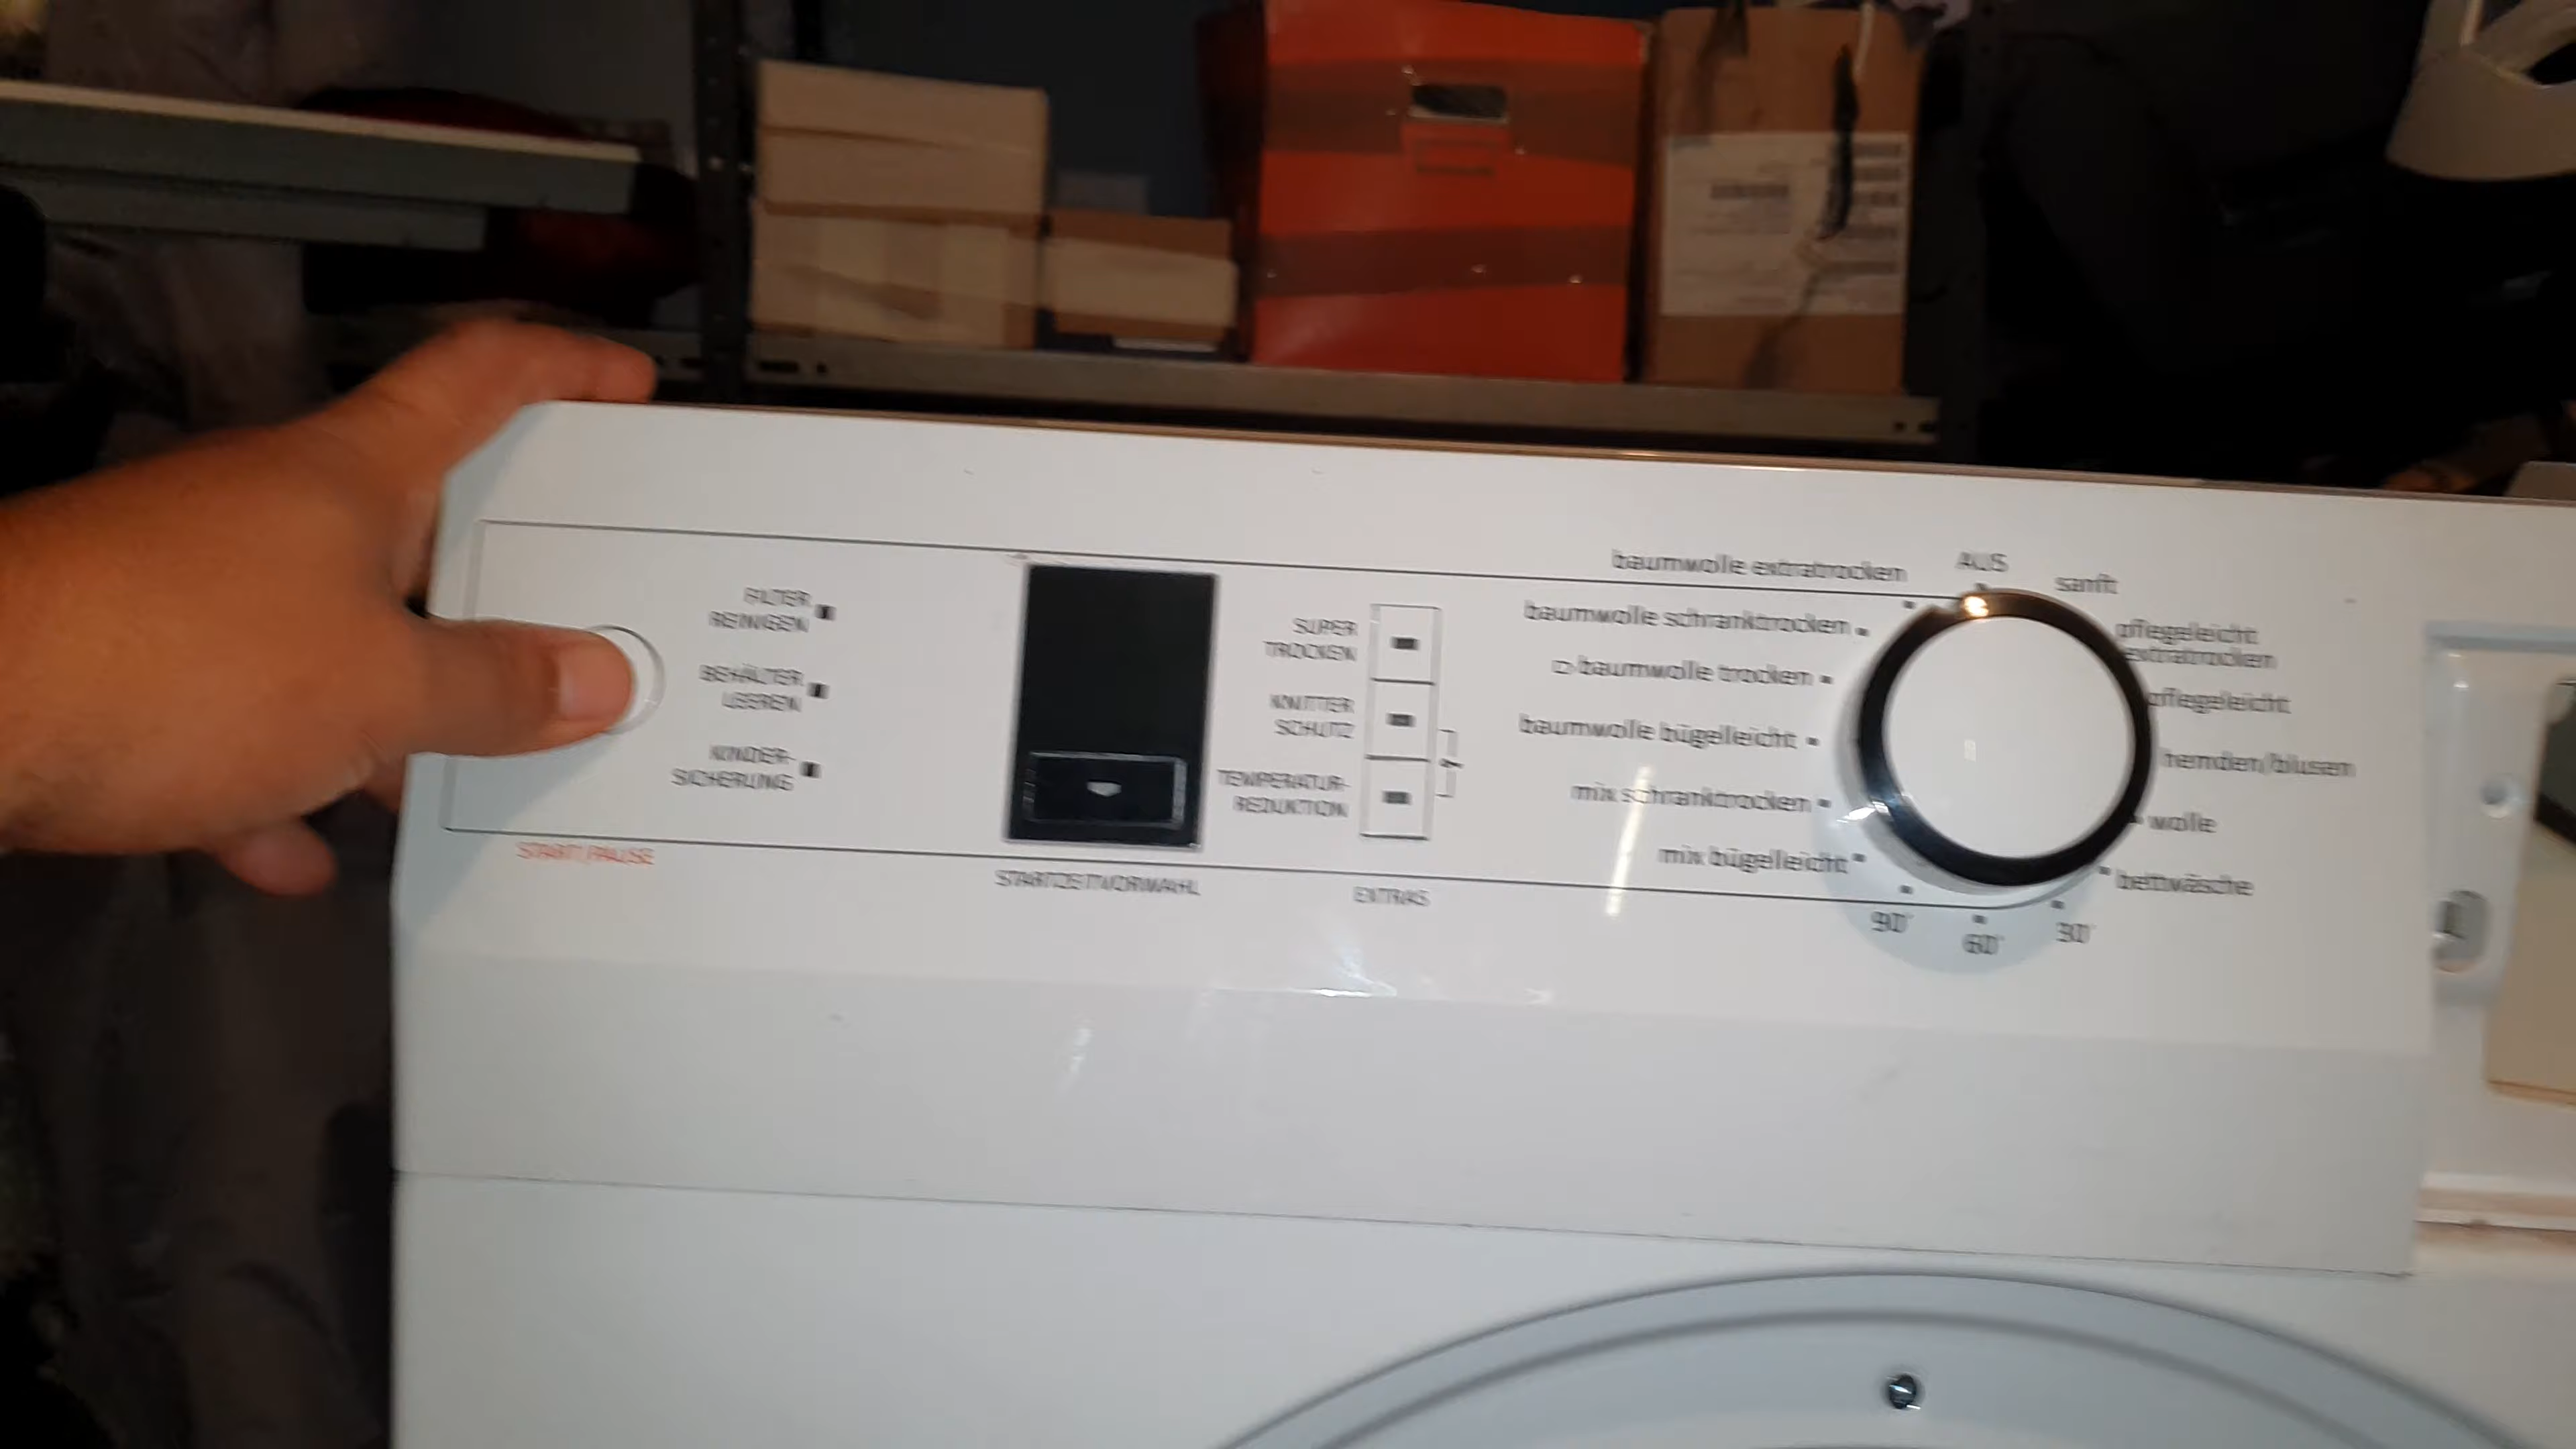 FILTER
REINIGEN
BEHÄLTER
LEEREN
KINDER-
SICHERUNG
START/PAUSE
STARTZEITVORWAHL
SUPER
TROCKEN
KNITTER
SCHUTZ
TEMPERATUR-
REDUKTION
EXTRAS
baumwolle extratrocken
baumwolle schranktrocken
baumwolle trocken
baumwolle bügelleicht
mix schranktrocken
mix bügelleicht
90'
60'
30'
AUS
sanft
pflegeleicht
extratrocken
pflegeleicht
hemden/blusen
wolle
bettwäsche